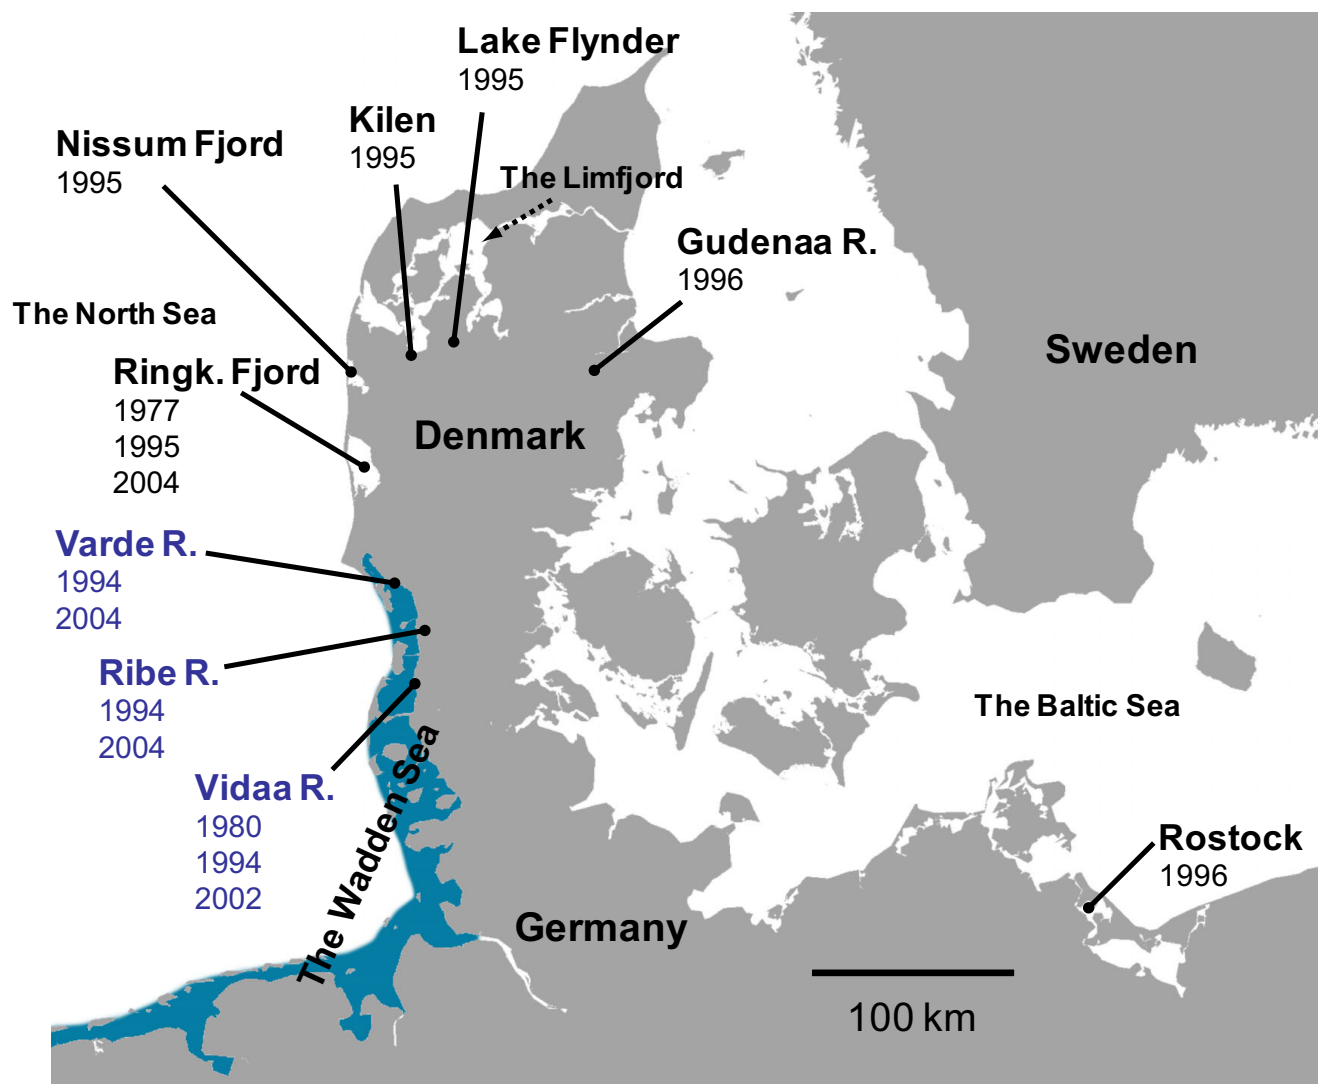 Lake Flynder
1995
Kilen
1995
Nissum Fjord
1995
The Limfjord
Gudenaa R.
1996
The North Sea
Sweden
Ringk. Fjord
1977
1995
2004
Denmark
Varde R.
1994
2004
Ribe R.
1994
2004
The Baltic Sea
Vidaa R.
1980
1994
2002
The Wadden Sea
Rostock
1996
Germany
100 km